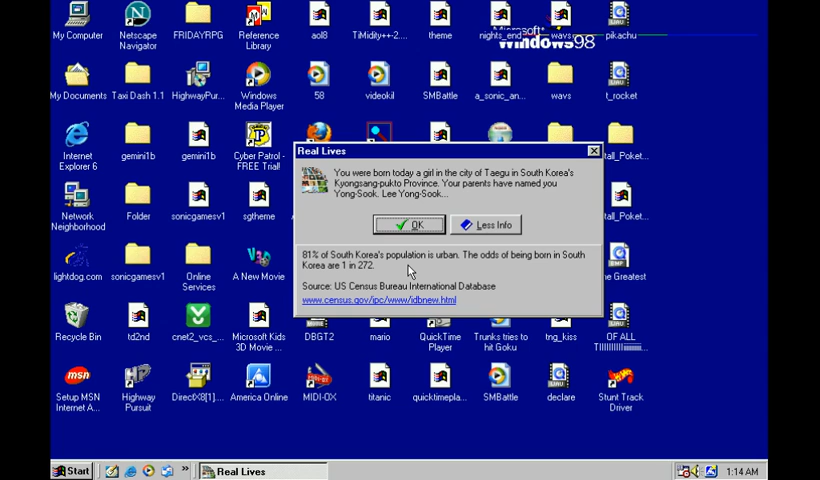 My Computer
Netscape
Navigator
FRIDAYRPG
Reference
Library
aol8
TiMidity++-2....
theme
nights_end
wavs
pikachu
Microsoft
Windows98
My Documents
Taxi Dash 1.1
HighwayPur...
Windows
Media Player
58
videokil
SMBattle
a_sonic_an...
wavs
t_rocket
Internet
Explorer 6
gemini1b
gemini1b
Cyber Patrol -
FREE Trial!
tall_Poket...
Real Lives
You were born today a girl in the city of Taegu in South Korea's
Kyongsang-pukto Province. Your parents have named you
Yong-Sook. Lee Yong-Sook...
OK
Less Info
81% of South Korea's population is urban. The odds of being born in South
Korea are 1 in 272.
Source: US Census Bureau International Database
www.census.gov/ipc/www/idbnew.html
Network
Neighborhood
Folder
sonicgamesv1
sgtheme
tall_Poket...
lightdog.com
sonicgamesv1
Online
Services
A New Movie
the Greatest
Recycle Bin
td2nd
cnet2_vcs_...
Microsoft Kids
3D Movie ...
DBGT2
mario
QuickTime
Player
Trunks tries to
hit Goku
tng_kiss
OF ALL
msn
Setup MSN
Internet A...
Highway
Pursuit
DirectX8[1]....
America Online
MIDI-OX
titanic
quicktimepla...
SMBattle
declare
Stunt Track
Driver
Start
Real Lives
1:14 AM